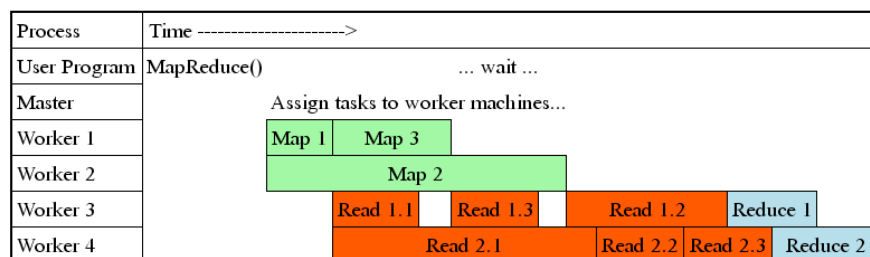 Process Time ---------------------->
User Program MapReduce() ... wait ...
Master Assign tasks to worker machines...
Worker 1 Map 1 Map 3
Worker 2 Map 2
Worker 3 Read 1.1 Read 1.3 Read 1.2 Reduce 1
Worker 4 Read 2.1 Read 2.2 Read 2.3 Reduce 2